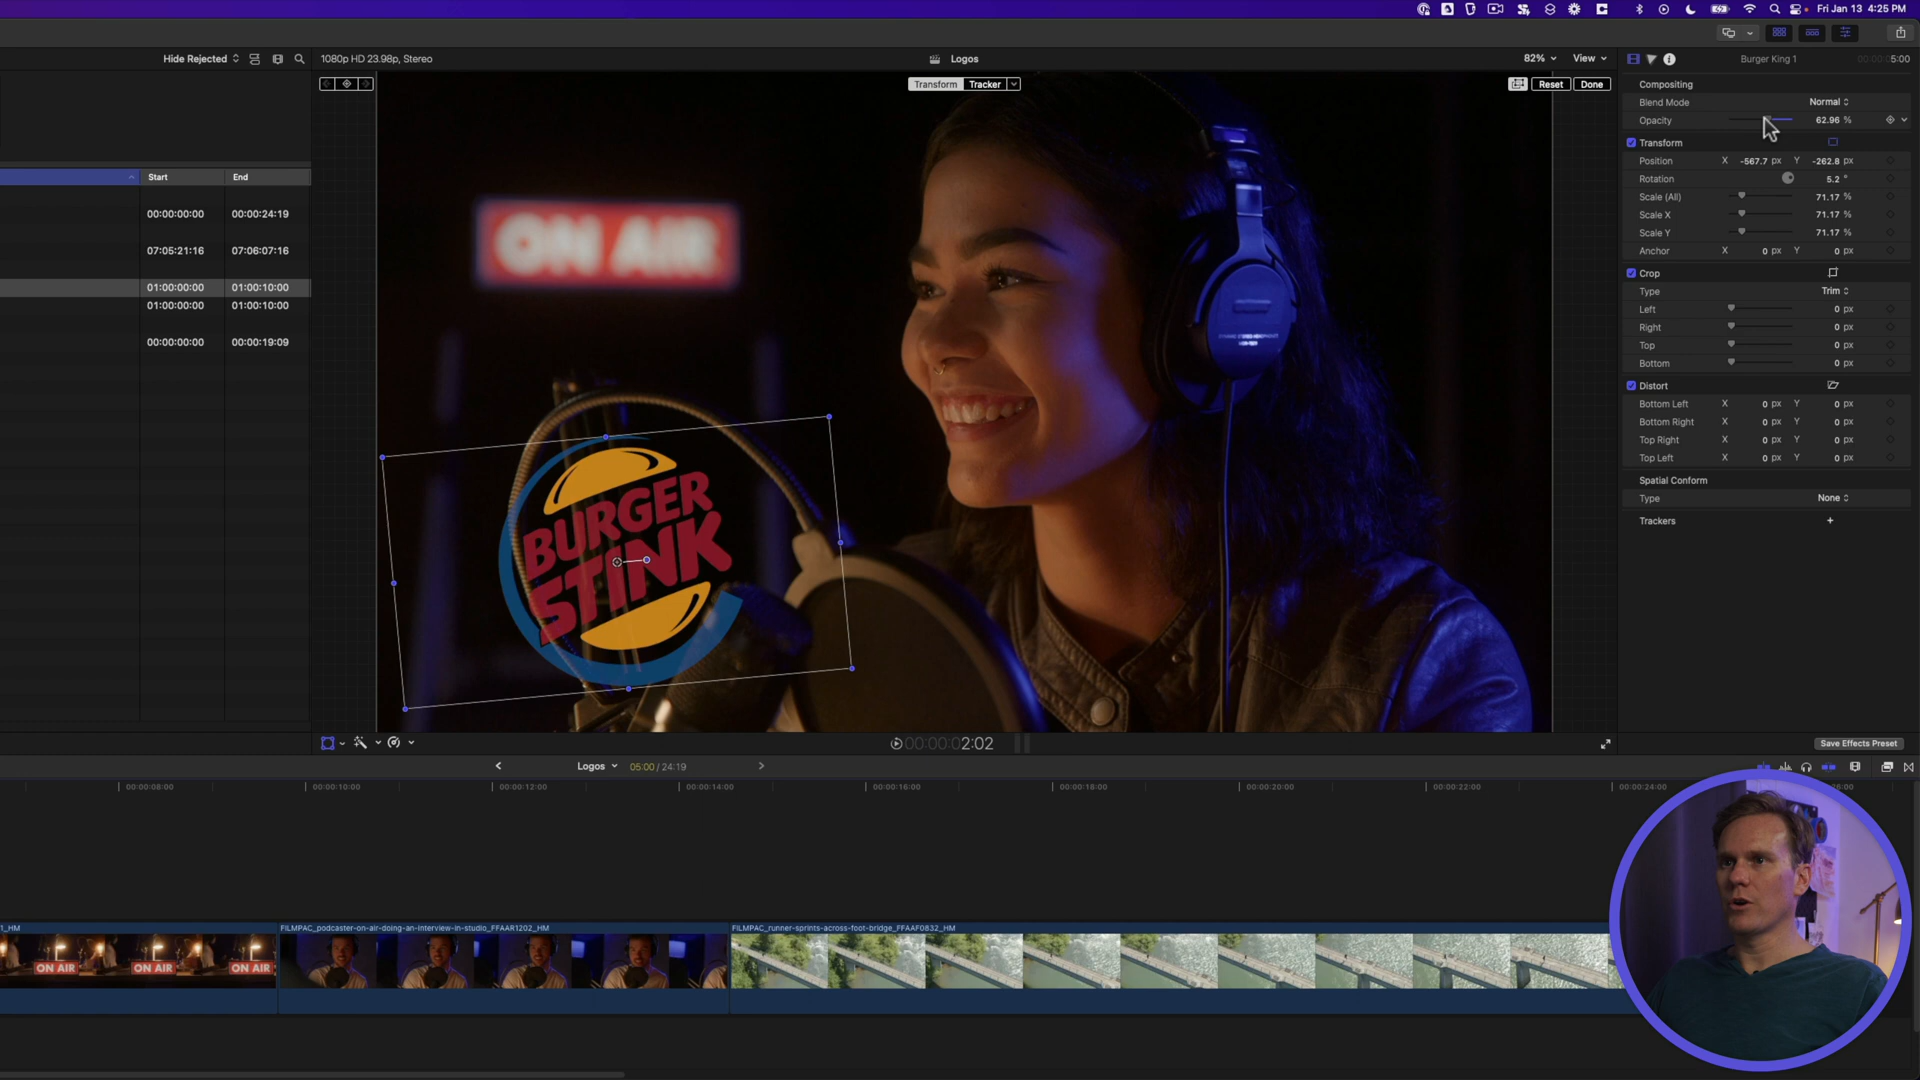 Fri Jan 13 4:25 PM
Hide Rejected
1080p HD 23.98p, Stereo
Logos
82%
View
Burger King 1
5:00
Transform
Tracker
Reset
Done
Compositing
Blend Mode Normal
Opacity 62.96 %
Transform
Position X -567.7 px Y -262.8 px
Rotation 5.2 °
Scale (All) 71.17 %
Scale X 71.17 %
Scale Y 71.17 %
Anchor X 0 px Y 0 px
Crop
Type Trim
Left 0 px
Right 0 px
Top 0 px
Bottom 0 px
Distort
Bottom Left X 0 px Y 0 px
Bottom Right X 0 px Y 0 px
Top Right X 0 px Y 0 px
Top Left X 0 px Y 0 px
Spatial Conform
Type None
Trackers +
Start End
00:00:00:00 00:00:24:19
07:05:21:16 07:06:07:16
01:00:00:00 01:00:10:00
01:00:00:00 01:00:10:00
00:00:00:00 00:00:19:09
ON AIR
BURGER
STINK
00:00:00:02:02
Save Effects Preset
Logos
05:00 / 24:19
00:00:08:00
00:00:10:00
00:00:12:00
00:00:14:00
00:00:16:00
00:00:18:00
00:00:20:00
00:00:22:00
00:00:24:00
1_HM
FILMPAC_podcaster-on-air-doing-an-interview-in-studio_FFAAR1202_HM
FILMPAC_runner-sprints-across-foot-bridge_FFAAF0832_HM
ON AIR
ON AIR
ON AIR